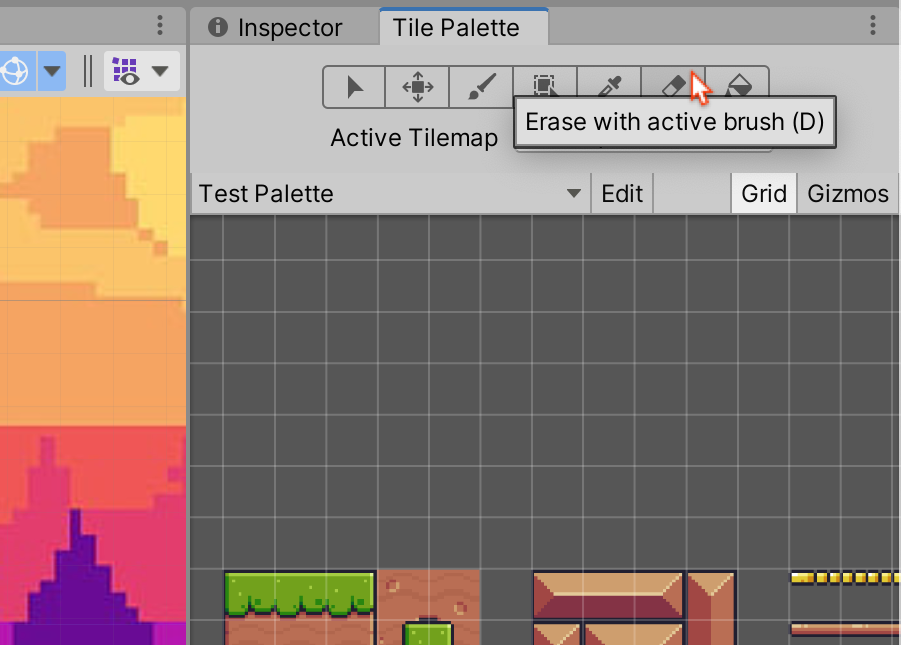 Inspector
Tile Palette
Erase with active brush (D)
Active Tilemap
Test Palette
Edit
Grid
Gizmos